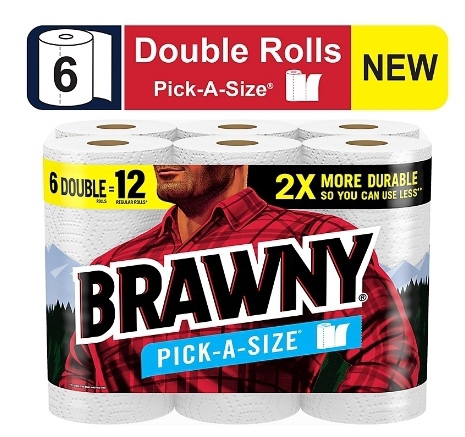 6
Double Rolls
Pick-A-Size®
NEW
6 DOUBLE = 12
ROLLS
REGULAR ROLLS*
2X MORE DURABLE
SO YOU CAN USE LESS**
BRAWNY®
PICK-A-SIZE®